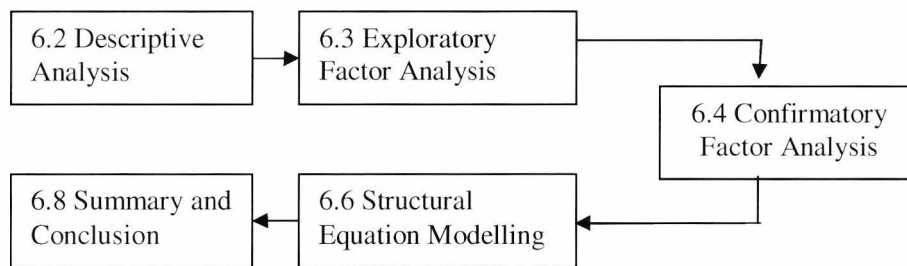 6.2 Descriptive
Analysis
6.3 Exploratory
Factor Analysis
6.4 Confirmatory
Factor Analysis
6.6 Structural
Equation Modelling
6.8 Summary and
Conclusion